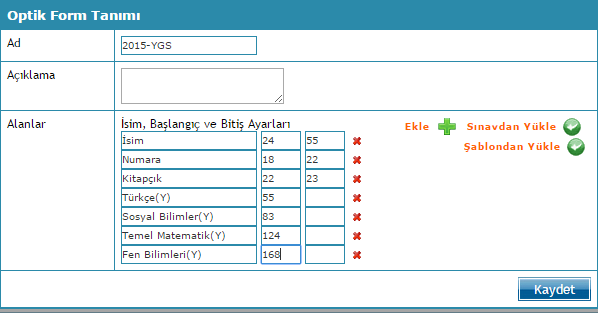 Optik Form Tanımı
Ad 2015-YGS
Açıklama
Alanlar İsim, Başlangıç ve Bitiş Ayarları Ekle Sınavdan Yükle
İsim 24 55 Şablondan Yükle
Numara 18 22
Kitapçık 22 23
Türkçe(Y) 55
Sosyal Bilimler(Y) 83
Temel Matematik(Y) 124
Fen Bilimleri(Y) 168
Kaydet